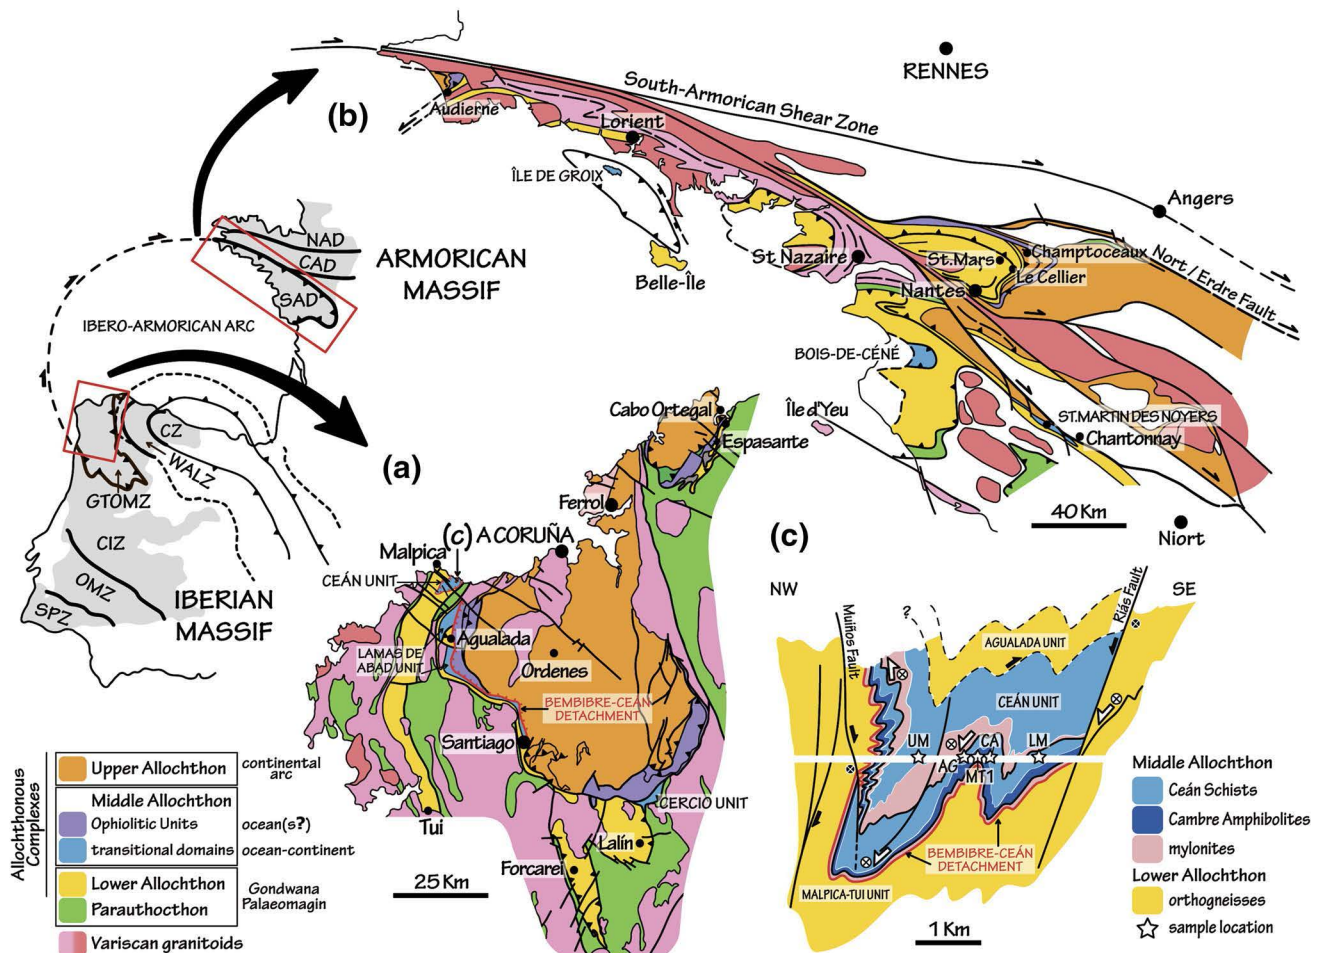 RENNES
South-Armorican Shear Zone
(b)
Audierne
Lorient
ÎLE DE GROIX
Belle-Île
Angers
St Nazaire
St.Mars
Champtoceaux
Le Cellier
Nantes
Nort / Erdre Fault
BOIS-DE-CÉNÉ
Île d'Yeu
ST.MARTIN DES NOYERS
Chantonnay
40 Km
Niort
NAD
CAD
SAD
ARMORICAN
MASSIF
IBERO-ARMORICAN ARC
CZ
WALZ
GTOMZ
CIZ
OMZ
SPZ
IBERIAN
MASSIF
(a)
Cabo Ortegal
Espasante
Ferrol
(c)
A CORUÑA
Malpica
CEÁN UNIT
Agualada
LAMAS DE
ABAD UNIT
Ordenes
BEMBIBRE-CEÁN
DETACHMENT
Santiago
CERCIO UNIT
Tui
Lalín
Forcarei
25 Km
Allochthonous
Complexes
Upper Allochthon
continental
arc
Middle Allochthon
Ophiolitic Units
ocean(s?)
transitional domains
ocean-continent
Lower Allochthon
Parauthocthon
Gondwana
Palaeomagin
Variscan granitoids
(c)
NW
SE
Muiños Fault
Riás Fault
?
AGUALADA UNIT
CEÁN UNIT
UM
AG
CA
MT1
LM
BEMBIBRE-CEÁN
DETACHMENT
MALPICA-TUI UNIT
1 Km
Middle Allochthon
Ceán Schists
Cambre Amphibolites
mylonites
Lower Allochthon
orthogneisses
sample location